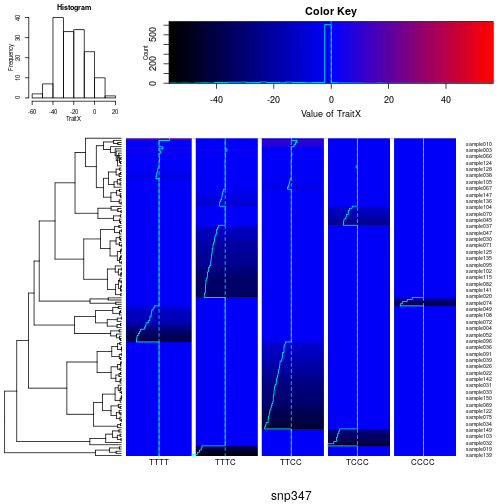 Histogram
Frequency
0 10 20 30 40
-60 -40 -20 0 20
TraitX
Color Key
Count
0 200 500
-40 -20 0 20 40
Value of TraitX
sample010
sample003
sample066
sample124
sample128
sample038
sample105
sample067
sample147
sample136
sample104
sample070
sample045
sample037
sample047
sample030
sample071
sample125
sample135
sample095
sample102
sample115
sample082
sample141
sample020
sample074
sample049
sample108
sample072
sample004
sample052
sample096
sample036
sample091
sample039
sample026
sample022
sample142
sample031
sample033
sample150
sample089
sample122
sample075
sample034
sample149
sample103
sample032
sample019
sample139
TTTT TTTC TTCC TCCC CCCC
snp347